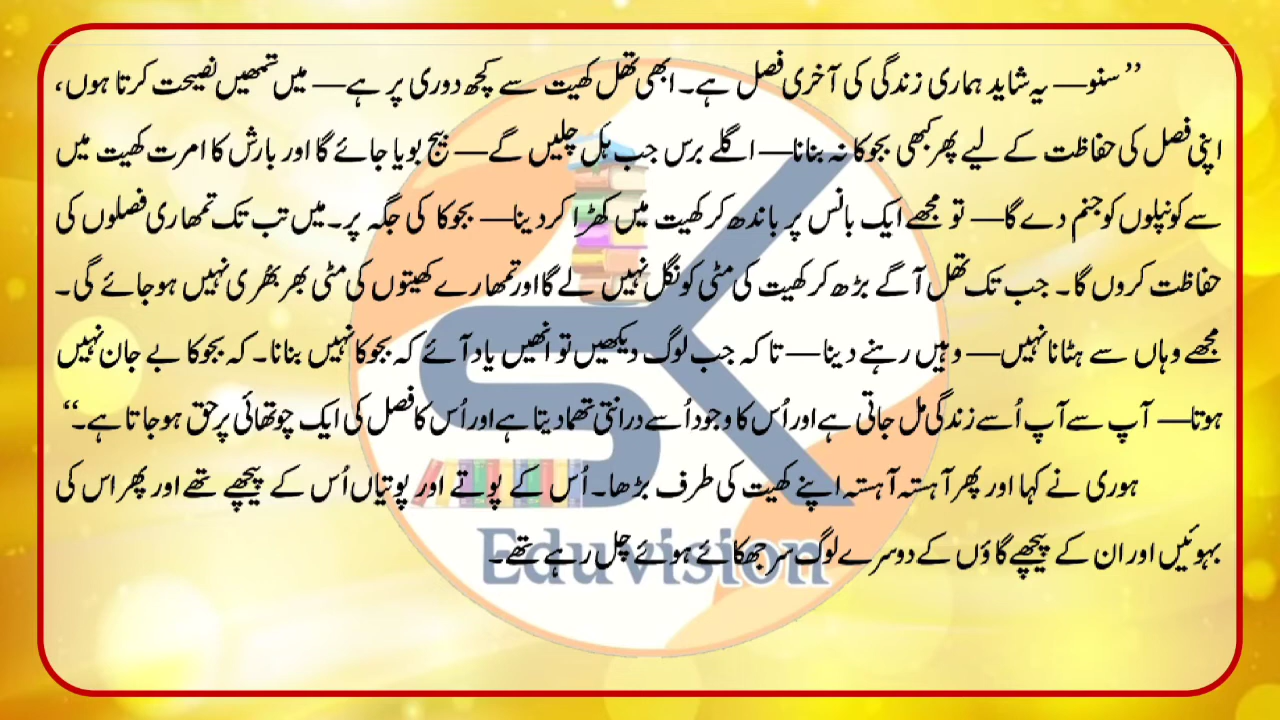 ”سنو— یہ شاید ہماری زندگی کی آخری فصل ہے۔ ابھی تھل کھیت سے کچھ دوری پر ہے— میں تمھیں نصیحت کرتا ہوں،
اپنی فصل کی حفاظت کے لیے پھر کبھی بجوکا نہ بنانا— اگلے برس جب ہَل چلیں گے— بیج بویا جائے گا اور بارش کا امرت کھیت میں
سے کونپلوں کو جنم دے گا— تو مجھے ایک بانس پر باندھ کر کھیت میں کھڑا کر دینا— بجوکا کی جگہ پر۔ میں تب تک تمھاری فصلوں کی
حفاظت کروں گا۔ جب تک تھل آگے بڑھ کر کھیت کی مٹی کو نگل نہیں لے گا اور تمھارے کھیتوں کی مٹی بھر بھُری نہیں ہو جائے گی۔
مجھے وہاں سے ہٹانا نہیں— وہیں رہنے دینا— تاکہ جب لوگ دیکھیں تو انھیں یاد آئے کہ بجوکا نہیں بنانا۔ کہ بجوکا بے جان نہیں
ہوتا— آپ سے آپ اُسے زندگی مل جاتی ہے اور اُس کا وجود اُسے درانتی تھما دیتا ہے اور اُس کا فصل کی ایک چوتھائی پر حق ہو جاتا ہے۔“
ہوری نے کہا اور پھر آہستہ آہستہ اپنے کھیت کی طرف بڑھا۔ اُس کے پوتے اور پوتیاں اُس کے پیچھے تھے اور پھر اس کی
بہوئیں اور ان کے پیچھے گاؤں کے دوسرے لوگ سر جھکائے ہوئے چل رہے تھے۔
SK
Eduvision